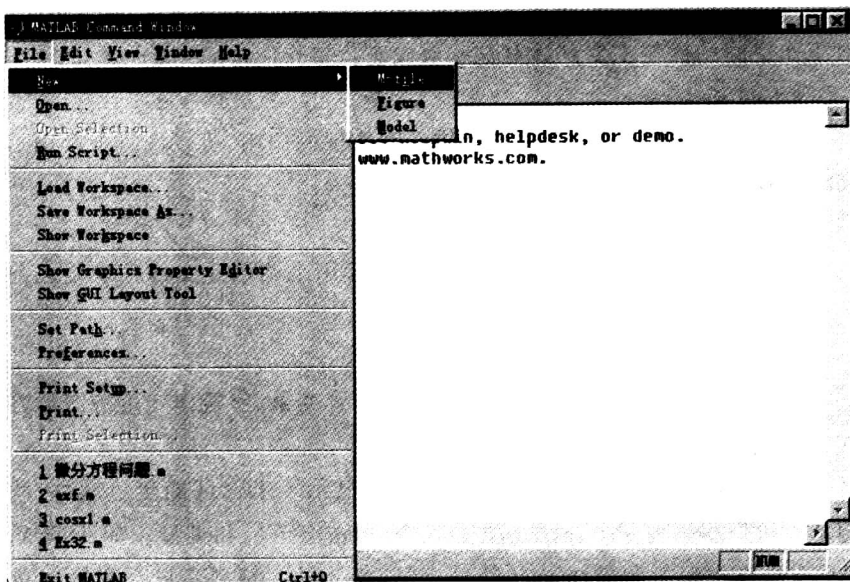 MATLAB Command Window
File Edit View Window Help
New
M-file
Open...
Figure
Open Selection
Model
Run Script...
helpwin, helpdesk, or demo.
www.mathworks.com.
Load Workspace...
Save Workspace As...
Show Workspace
Show Graphics Property Editor
Show GUI Layout Tool
Set Path...
Preferences...
Print Setup...
Print...
Print Selection...
1 微分方程问题.m
2 exf.m
3 cosx1.m
4 Ex32.m
Exit MATLAB Ctrl+Q
NUM